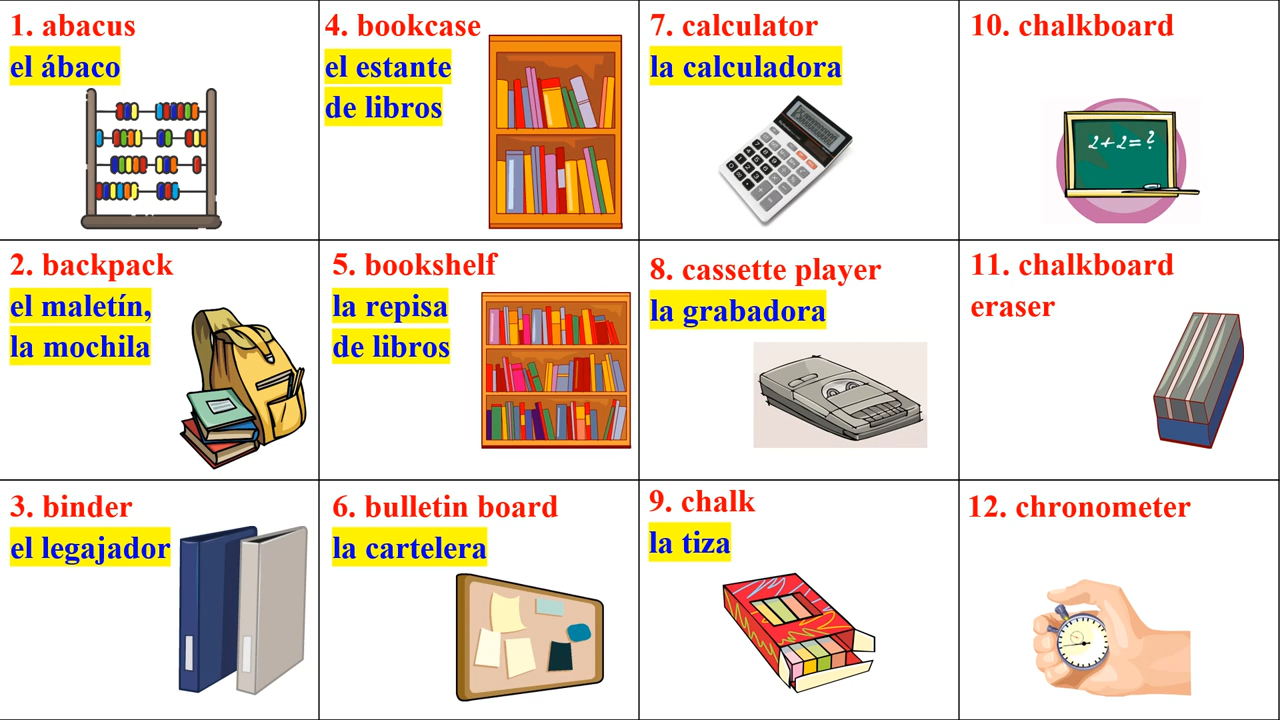 1. abacus
el ábaco
2. backpack
el maletín,
la mochila
3. binder
el legajador
4. bookcase
el estante
de libros
5. bookshelf
la repisa
de libros
6. bulletin board
la cartelera
7. calculator
la calculadora
8. cassette player
la grabadora
9. chalk
la tiza
10. chalkboard
2+2=?
11. chalkboard
eraser
12. chronometer